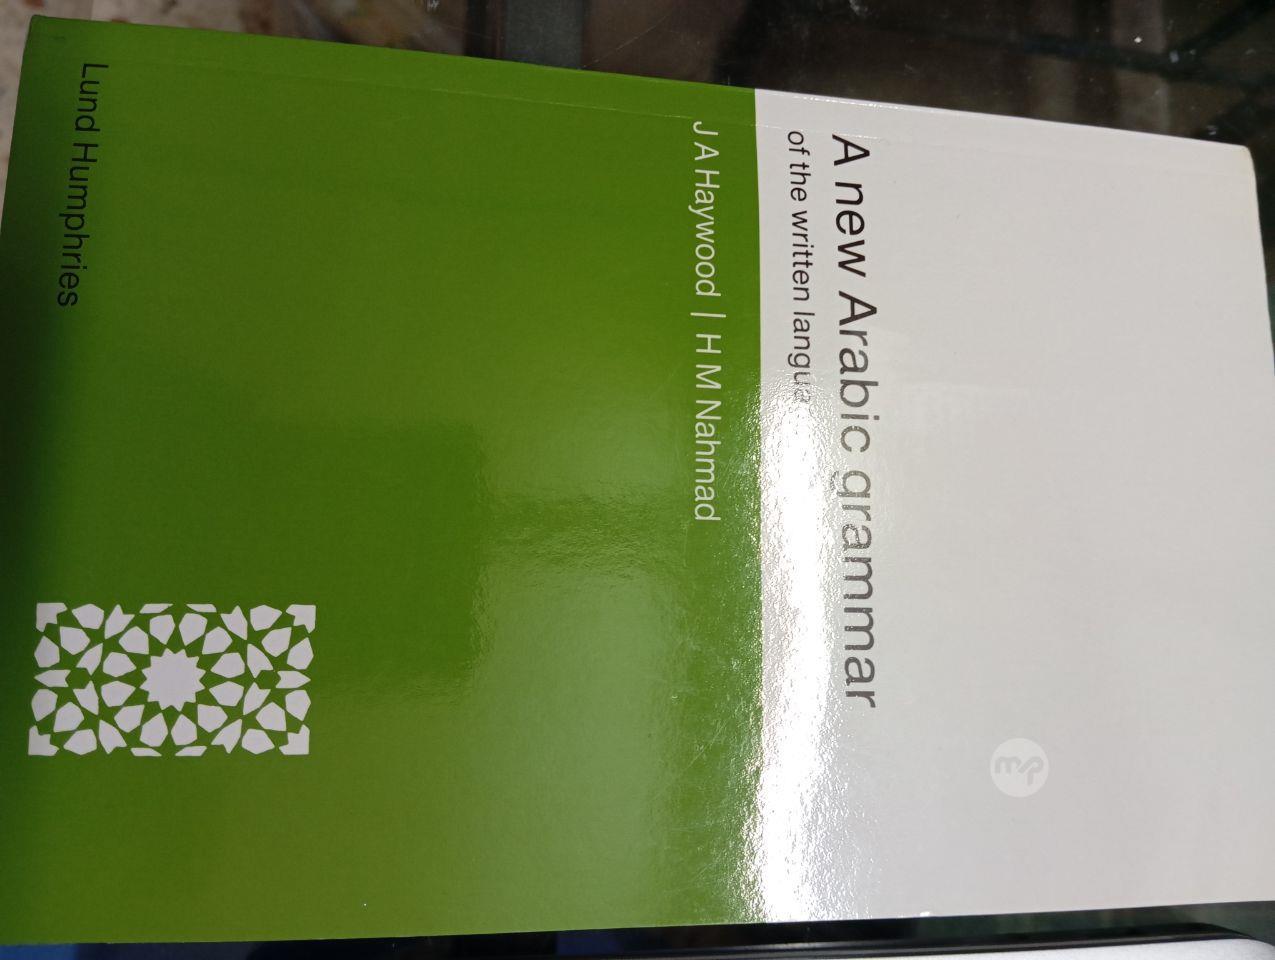 A new Arabic grammar
of the written langua
J A Haywood | H M Nahmad
Lund Humphries